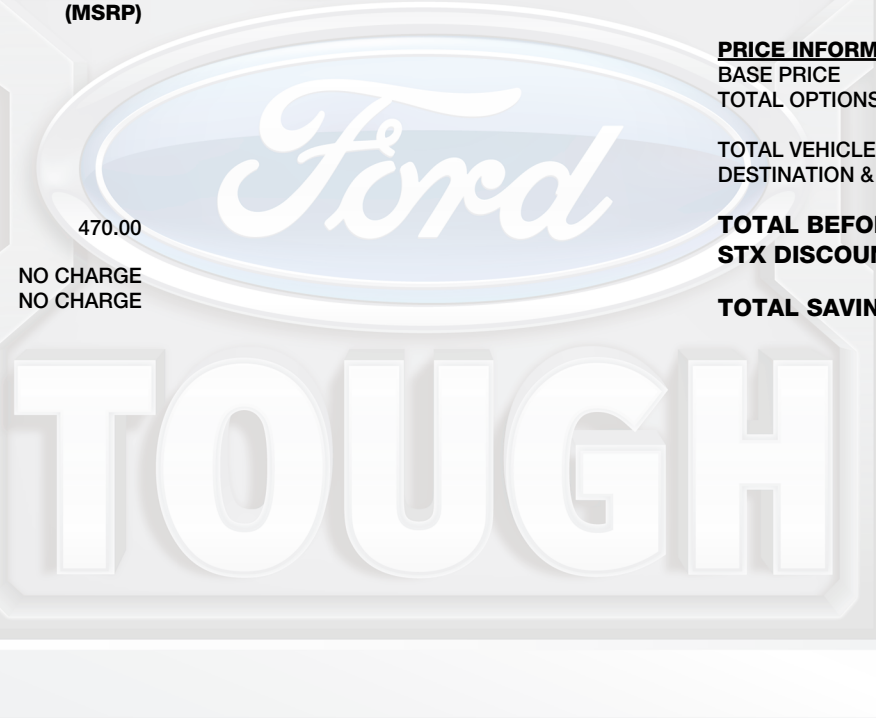 (MSRP)
470.00
NO CHARGE
NO CHARGE
PRICE INFORM
BASE PRICE
TOTAL OPTIONS
TOTAL VEHICLE
DESTINATION &
TOTAL BEFO
STX DISCOU
TOTAL SAVIN
Ford
TOUGH